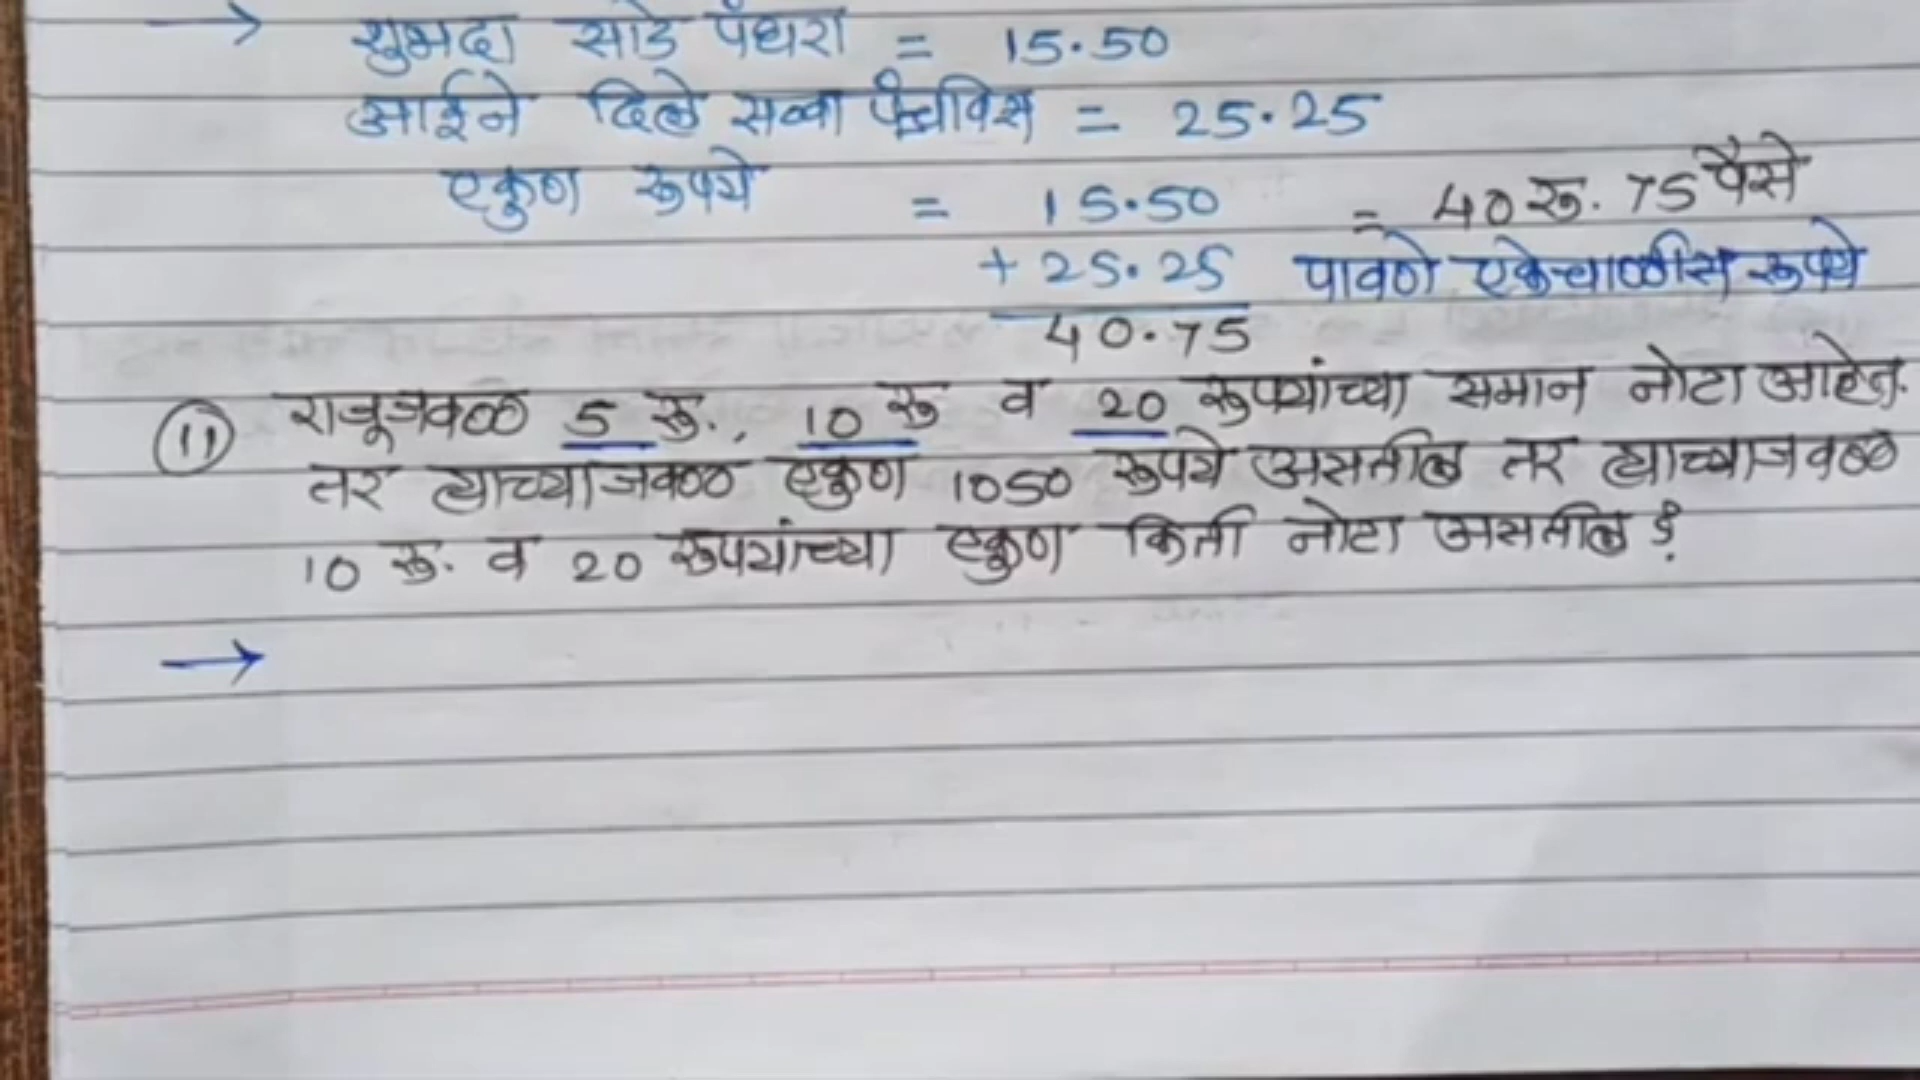 → शुभदा साडे पंधरा = 15.50
आईने दिले सव्वा पंचविस = 25.25
एकुण रुपये = 15.50 = 40 रु. 75 पैसे
+ 25.25 पावणे एकेचाळीस रुपये
40.75
(11) राजूजवळ 5 रु., 10 रु व 20 रुपयांच्या समान नोटा आहेत.
तर त्याच्याजवळ एकुण 1050 रुपये असतील तर त्याच्याजवळ
10 रु. व 20 रुपयांच्या एकुण किती नोटा असतील ?
→